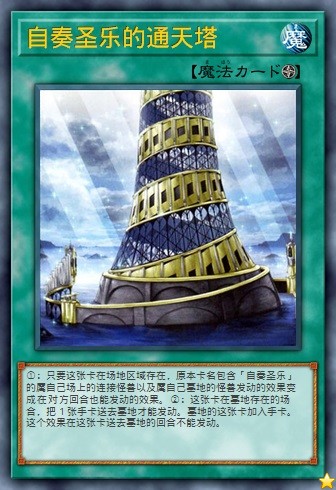 自奏圣乐的通天塔
魔
【魔法カード】
①：只要这张卡在场地区域存在，原本卡名包含「自奏圣乐」
的属自己场上的连接怪兽以及属自己墓地的怪兽发动的效果变
成在对方回合也能发动的效果。②：这张卡在墓地存在的场
合，把 1张手卡送去墓地才能发动。墓地的这张卡加入手卡。
这个效果在这张卡送去墓地的回合不能发动。